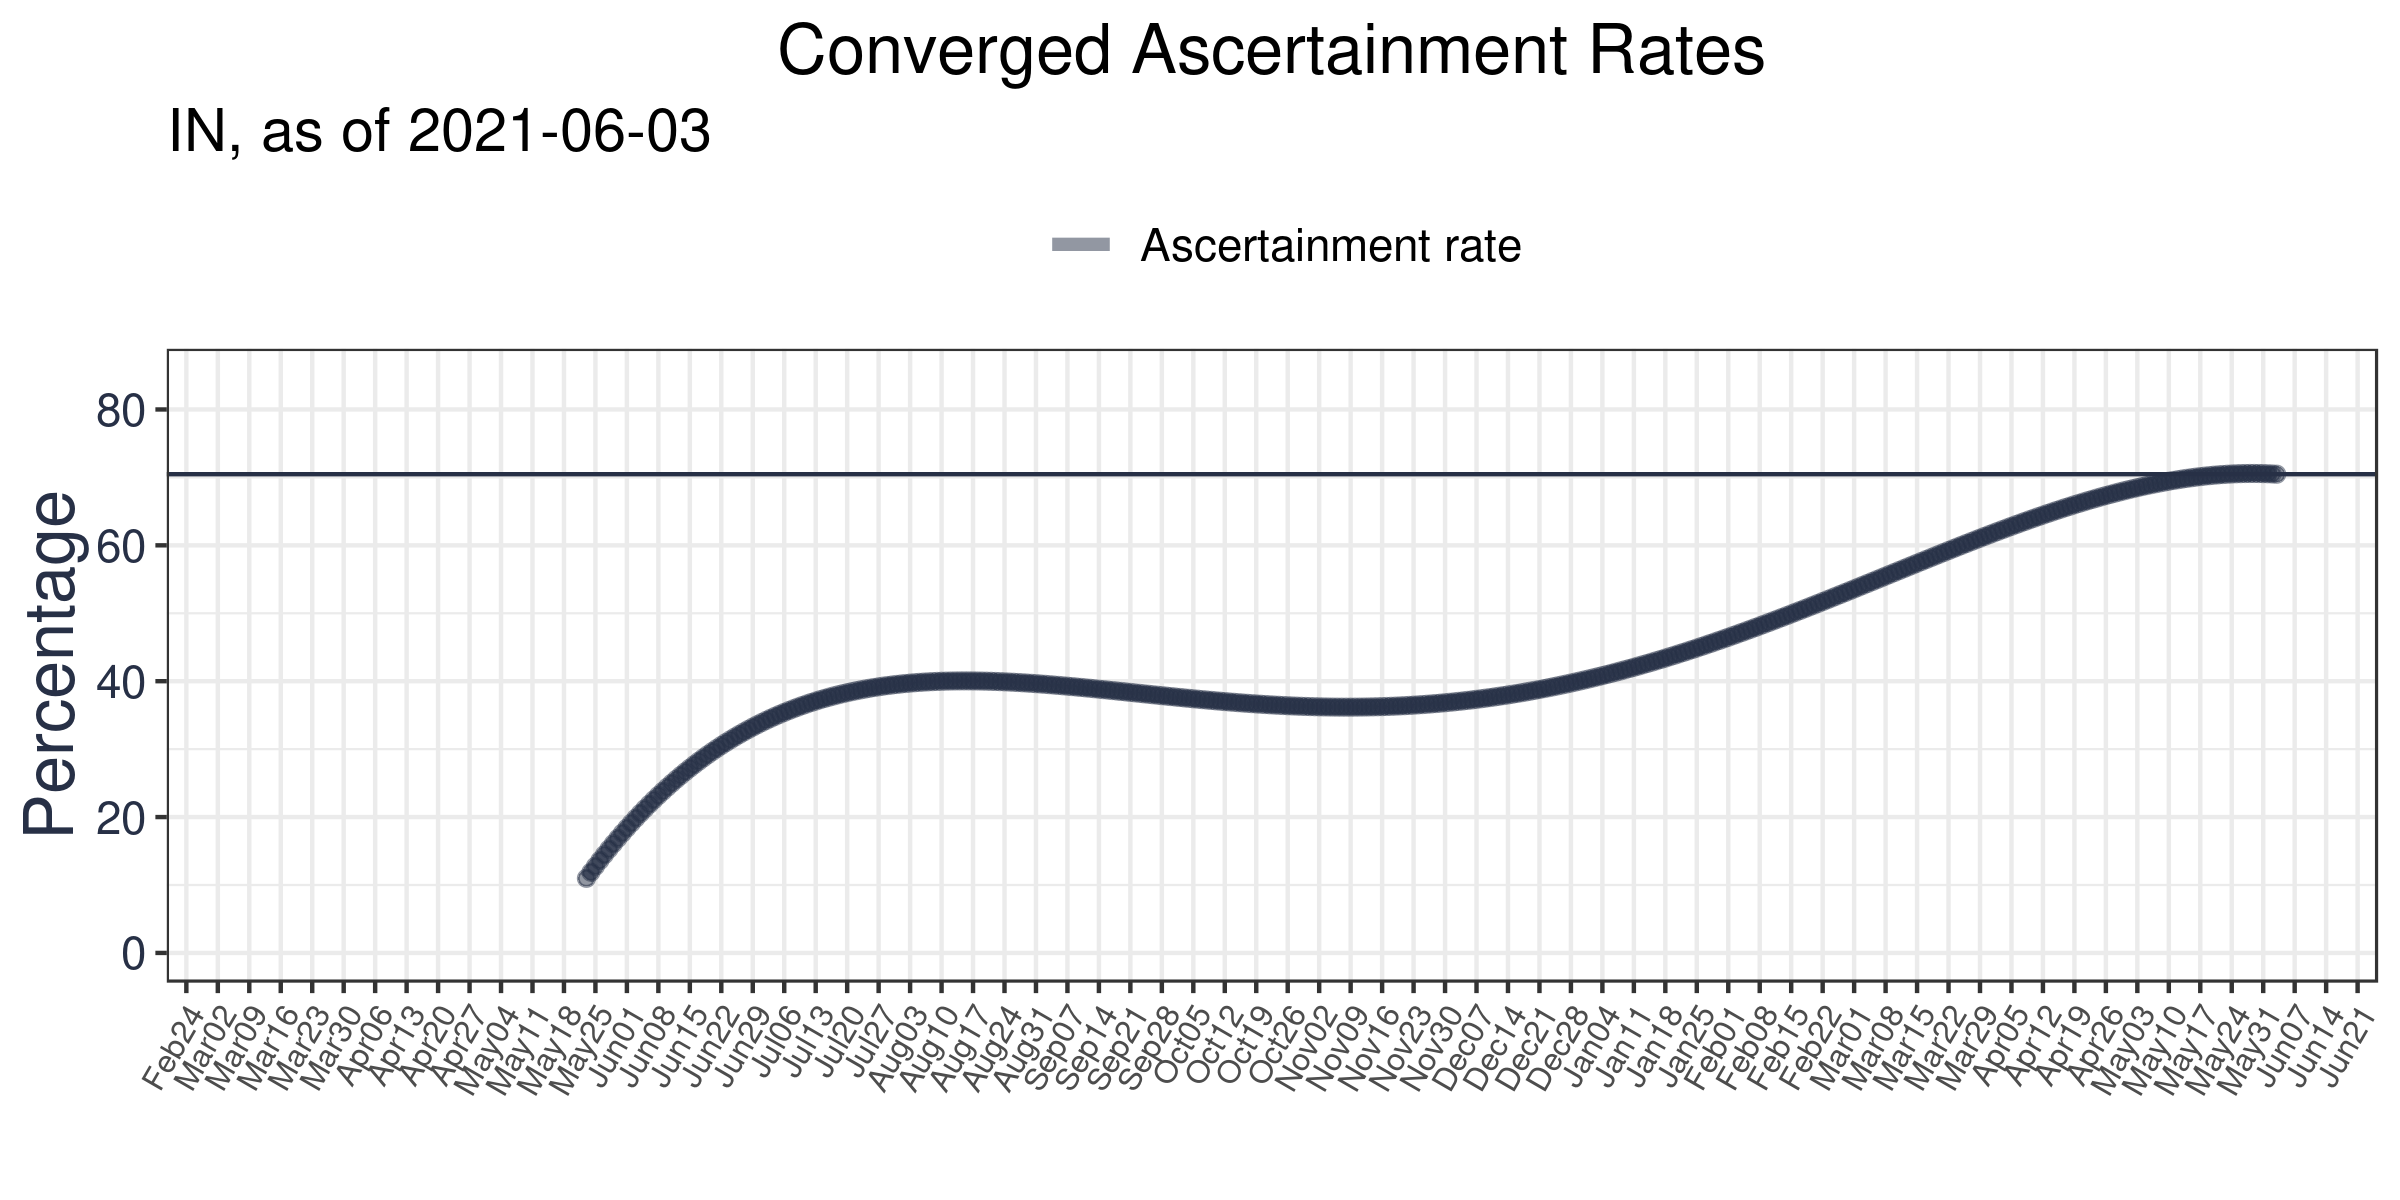 Converged Ascertainment Rates
IN, as of 2021-06-03
Ascertainment rate
Percentage
80
60
40
20
0
Feb24
Mar02
Mar09
Mar16
Mar23
Mar30
Apr06
Apr13
Apr20
Apr27
May04
May11
May18
May25
Jun01
Jun08
Jun15
Jun22
Jun29
Jul06
Jul13
Jul20
Jul27
Aug03
Aug10
Aug17
Aug24
Aug31
Sep07
Sep14
Sep21
Sep28
Oct05
Oct12
Oct19
Oct26
Nov02
Nov09
Nov16
Nov23
Nov30
Dec07
Dec14
Dec21
Dec28
Jan04
Jan11
Jan18
Jan25
Feb01
Feb08
Feb15
Feb22
Mar01
Mar08
Mar15
Mar22
Mar29
Apr05
Apr12
Apr19
Apr26
May03
May10
May17
May24
May31
Jun07
Jun14
Jun21